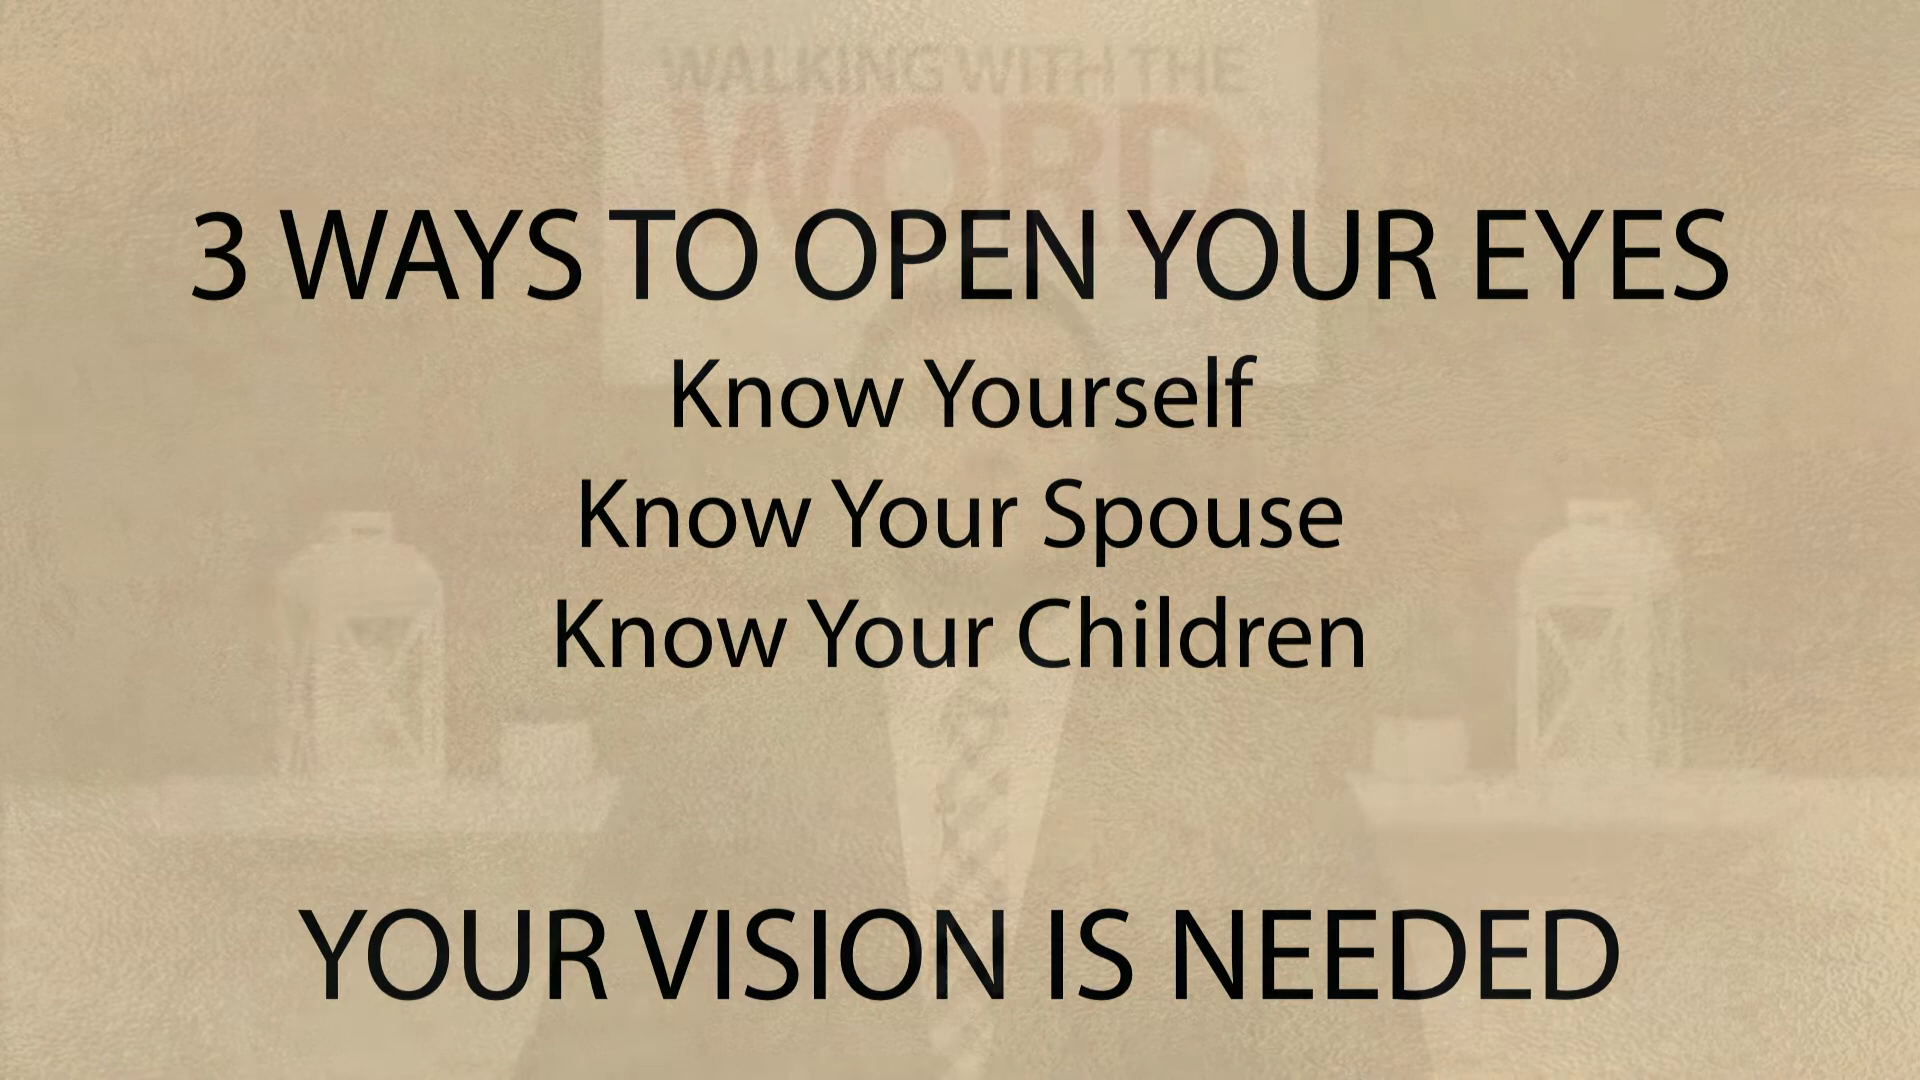 WALKING WITH THE
WORD
3 WAYS TO OPEN YOUR EYES
Know Yourself
Know Your Spouse
Know Your Children
YOUR VISION IS NEEDED